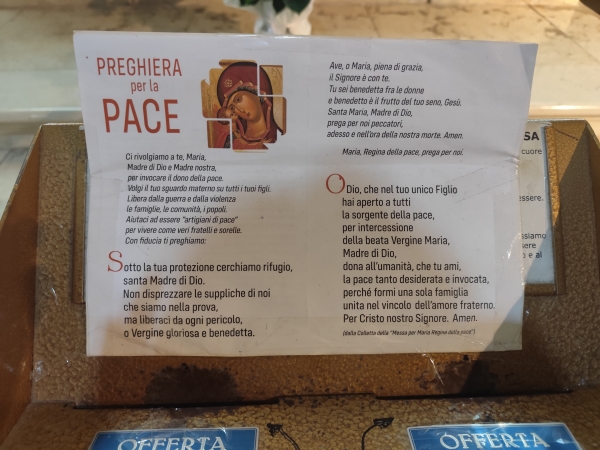 PREGHIERA
per la
PACE
Ci rivolgiamo a te, Maria,
Madre di Dio e Madre nostra,
per invocare il dono della pace.
Volgi il tuo sguardo materno su tutti i tuoi figli.
Libera dalla guerra e dalla violenza
le famiglie, le comunità, i popoli.
Aiutaci ad essere "artigiani di pace"
per vivere come veri fratelli e sorelle.
Con fiducia ti preghiamo:
Sotto la tua protezione cerchiamo rifugio,
santa Madre di Dio.
Non disprezzare le suppliche di noi
che siamo nella prova,
ma liberaci da ogni pericolo,
o Vergine gloriosa e benedetta.
Ave, o Maria, piena di grazia,
il Signore è con te.
Tu sei benedetta fra le donne
e benedetto è il frutto del tuo seno, Gesù.
Santa Maria, Madre di Dio,
prega per noi peccatori,
adesso e nell'ora della nostra morte. Amen.
Maria, Regina della pace, prega per noi.
O Dio, che nel tuo unico Figlio
hai aperto a tutti
la sorgente della pace,
per intercessione
della beata Vergine Maria,
Madre di Dio,
dona all'umanità, che tu ami,
la pace tanto desiderata e invocata,
perché formi una sola famiglia
unita nel vincolo dell'amore fraterno.
Per Cristo nostro Signore. Amen.
(dalla Colletta della "Messa per Maria Regina della pace")
SA
cuore
essere.
ssiamo
sere
o e al
OFFERTA
OFFERTA